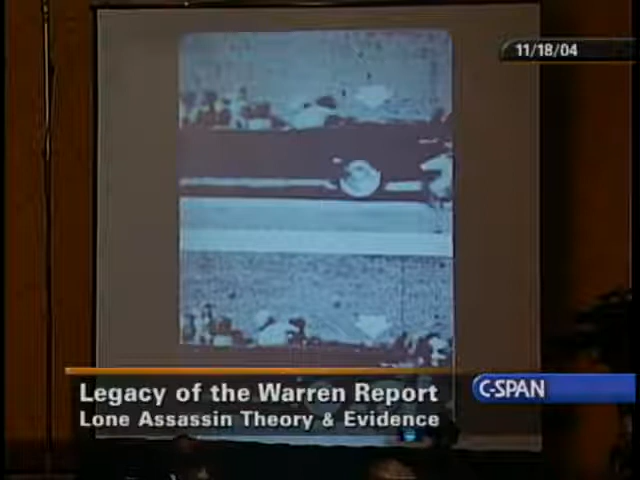 11/18/04
Legacy of the Warren Report
C-SPAN
Lone Assassin Theory & Evidence